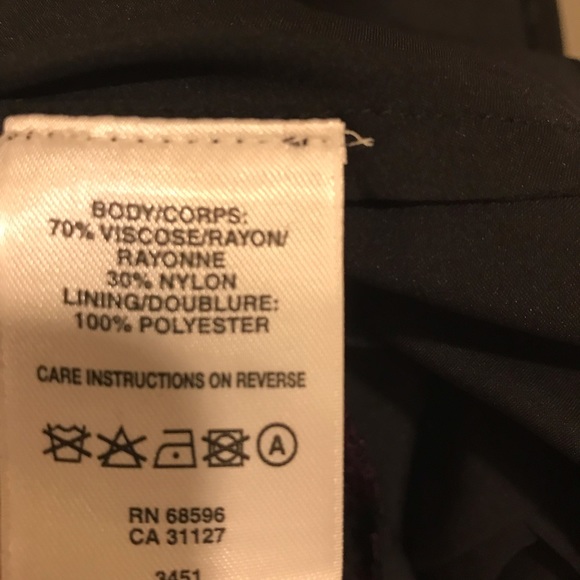 BODY/CORPS:
70% VISCOSE/RAYON/
RAYONNE
30% NYLON
LINING/DOUBLURE:
100% POLYESTER
CARE INSTRUCTIONS ON REVERSE
A
RN 68596
CA 31127
3451